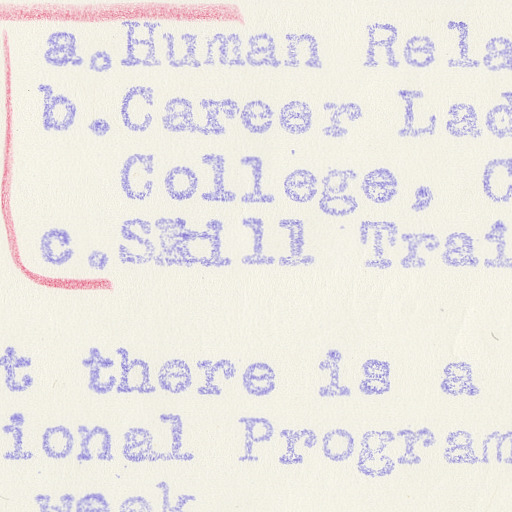 a. Human Rela
b. Career Lad
College, C
c. Skill Trai
t there is a
ional Program
week